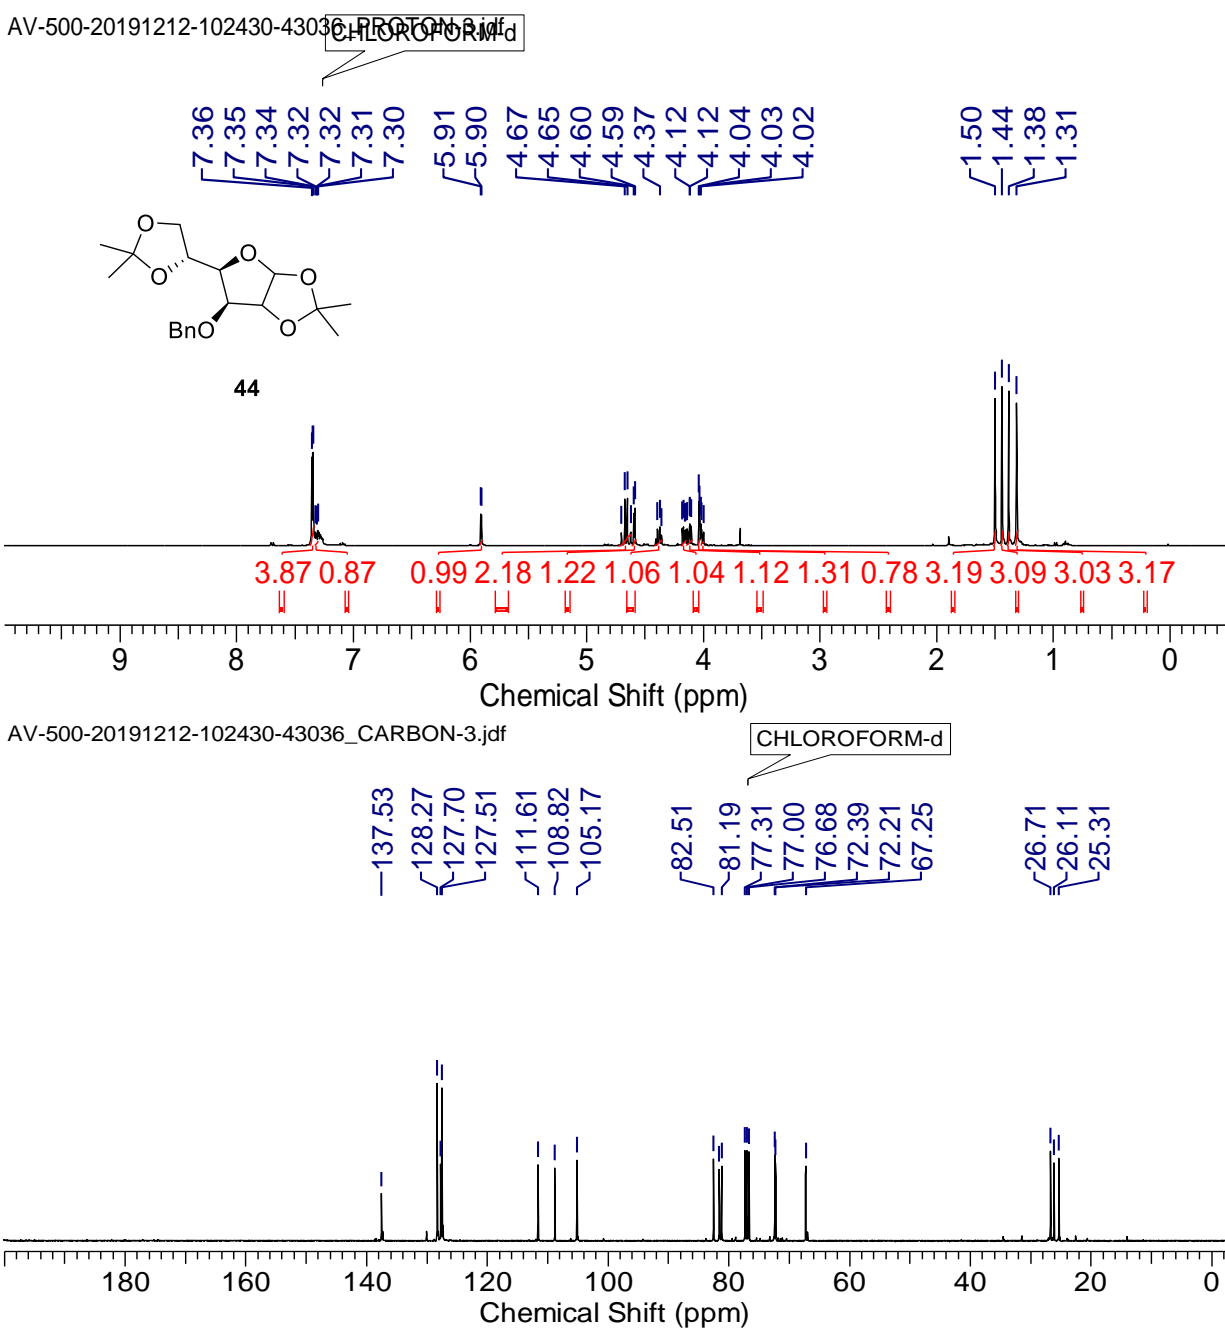 AV-500-20191212-102430-43036_PROTON-3.jdf
CHLOROFORM-d
7.36 7.35 7.34 7.32 7.32 7.31 7.30 5.91 5.90 4.67 4.65 4.60 4.59 4.37 4.12 4.12 4.04 4.03 4.02 1.50 1.44 1.38 1.31
O
O
O
O
O
BnO
44
3.87 0.87 0.99 2.18 1.22 1.06 1.04 1.12 1.31 0.78 3.19 3.09 3.03 3.17
9 8 7 6 5 4 3 2 1 0
Chemical Shift (ppm)
AV-500-20191212-102430-43036_CARBON-3.jdf
CHLOROFORM-d
137.53 128.27 127.70 127.51 111.61 108.82 105.17 82.51 81.19 77.31 77.00 76.68 72.39 72.21 67.25 26.71 26.11 25.31
180 160 140 120 100 80 60 40 20 0
Chemical Shift (ppm)